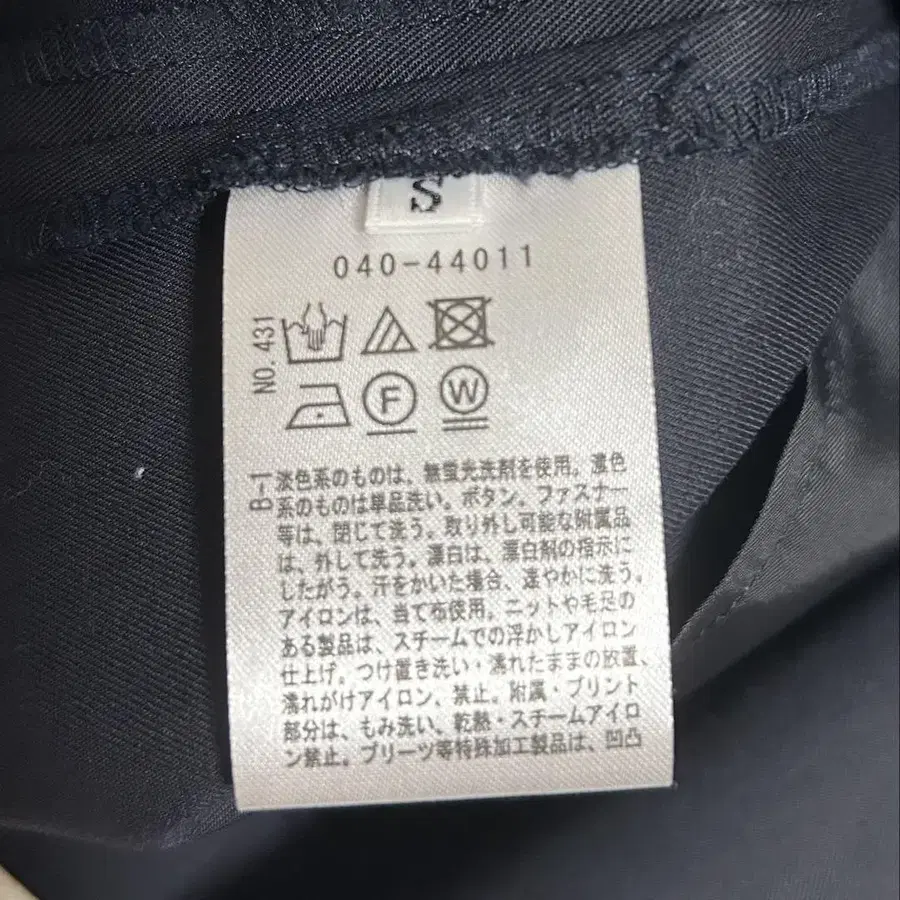 S
040-44011
NO.431
F
W
B-1
淡色系のものは、無蛍光洗剤を使用。濃色
系のものは単品洗い。ボタン。ファスナー
等は、閉じて洗う。取り外し可能な附属品
は、外して洗う。漂白は、漂白剤の指示に
したがう。汗をかいた場合、速やかに洗う。
アイロンは、当て布使用。ニットや毛足の
ある製品は、スチームでの浮かしアイロン
仕上げ。つけ置き洗い・濡れたままの放置、
濡れがけアイロン、禁止。附属・プリント
部分は、もみ洗い、乾熱・スチームアイロ
ン禁止。プリーツ等特殊加工製品は、凹凸